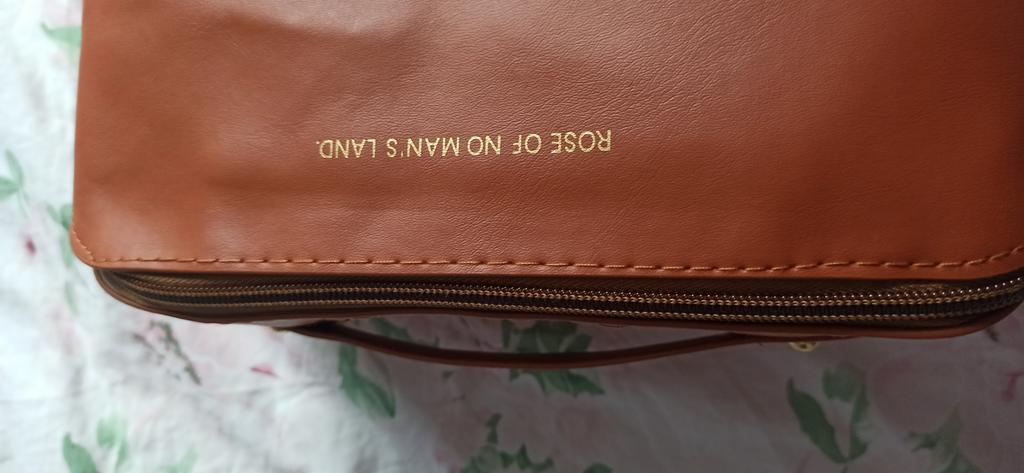 ROSE OF NO MAN'S LAND.